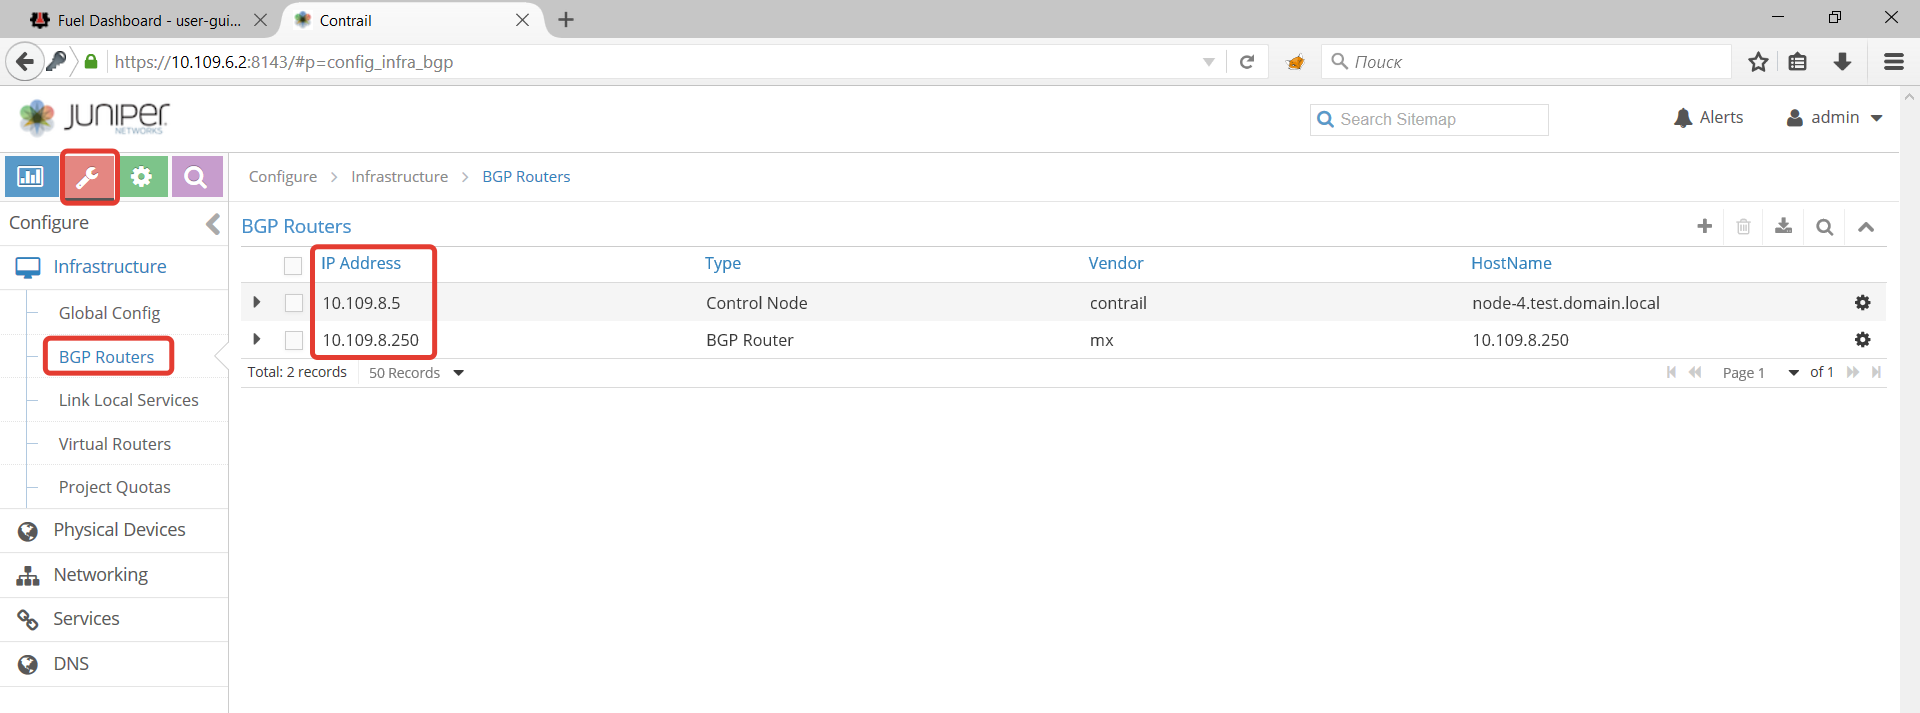 Fuel Dashboard - user-gui...
Contrail
https://10.109.6.2:8143/#p=config_infra_bgp
Поиск
JUNIPER
NETWORKS
Search Sitemap
Alerts
admin
Configure
Infrastructure
BGP Routers
Configure
BGP Routers
Infrastructure
IP Address
Type
Vendor
HostName
Global Config
10.109.8.5
Control Node
contrail
node-4.test.domain.local
BGP Routers
10.109.8.250
BGP Router
mx
10.109.8.250
Total: 2 records
50 Records
Page 1
of 1
Link Local Services
Virtual Routers
Project Quotas
Physical Devices
Networking
Services
DNS